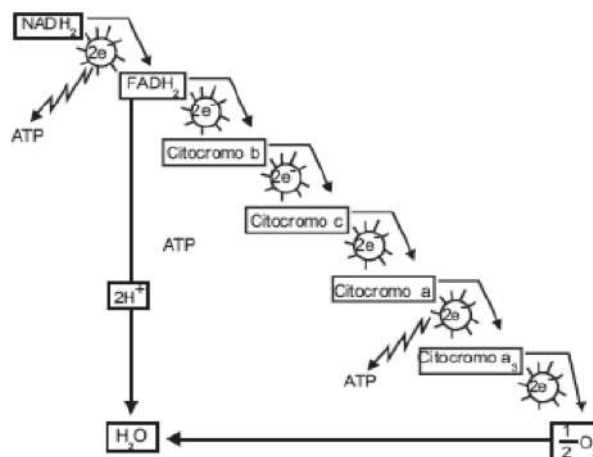 NADH₂
2e⁻
FADH₂
ATP
2e⁻
Citocromo b
2e⁻
Citocromo c
ATP
2e⁻
2H⁺
Citocromo a
2e⁻
Citocromo a₃
ATP
2e⁻
H₂O
1/2 O